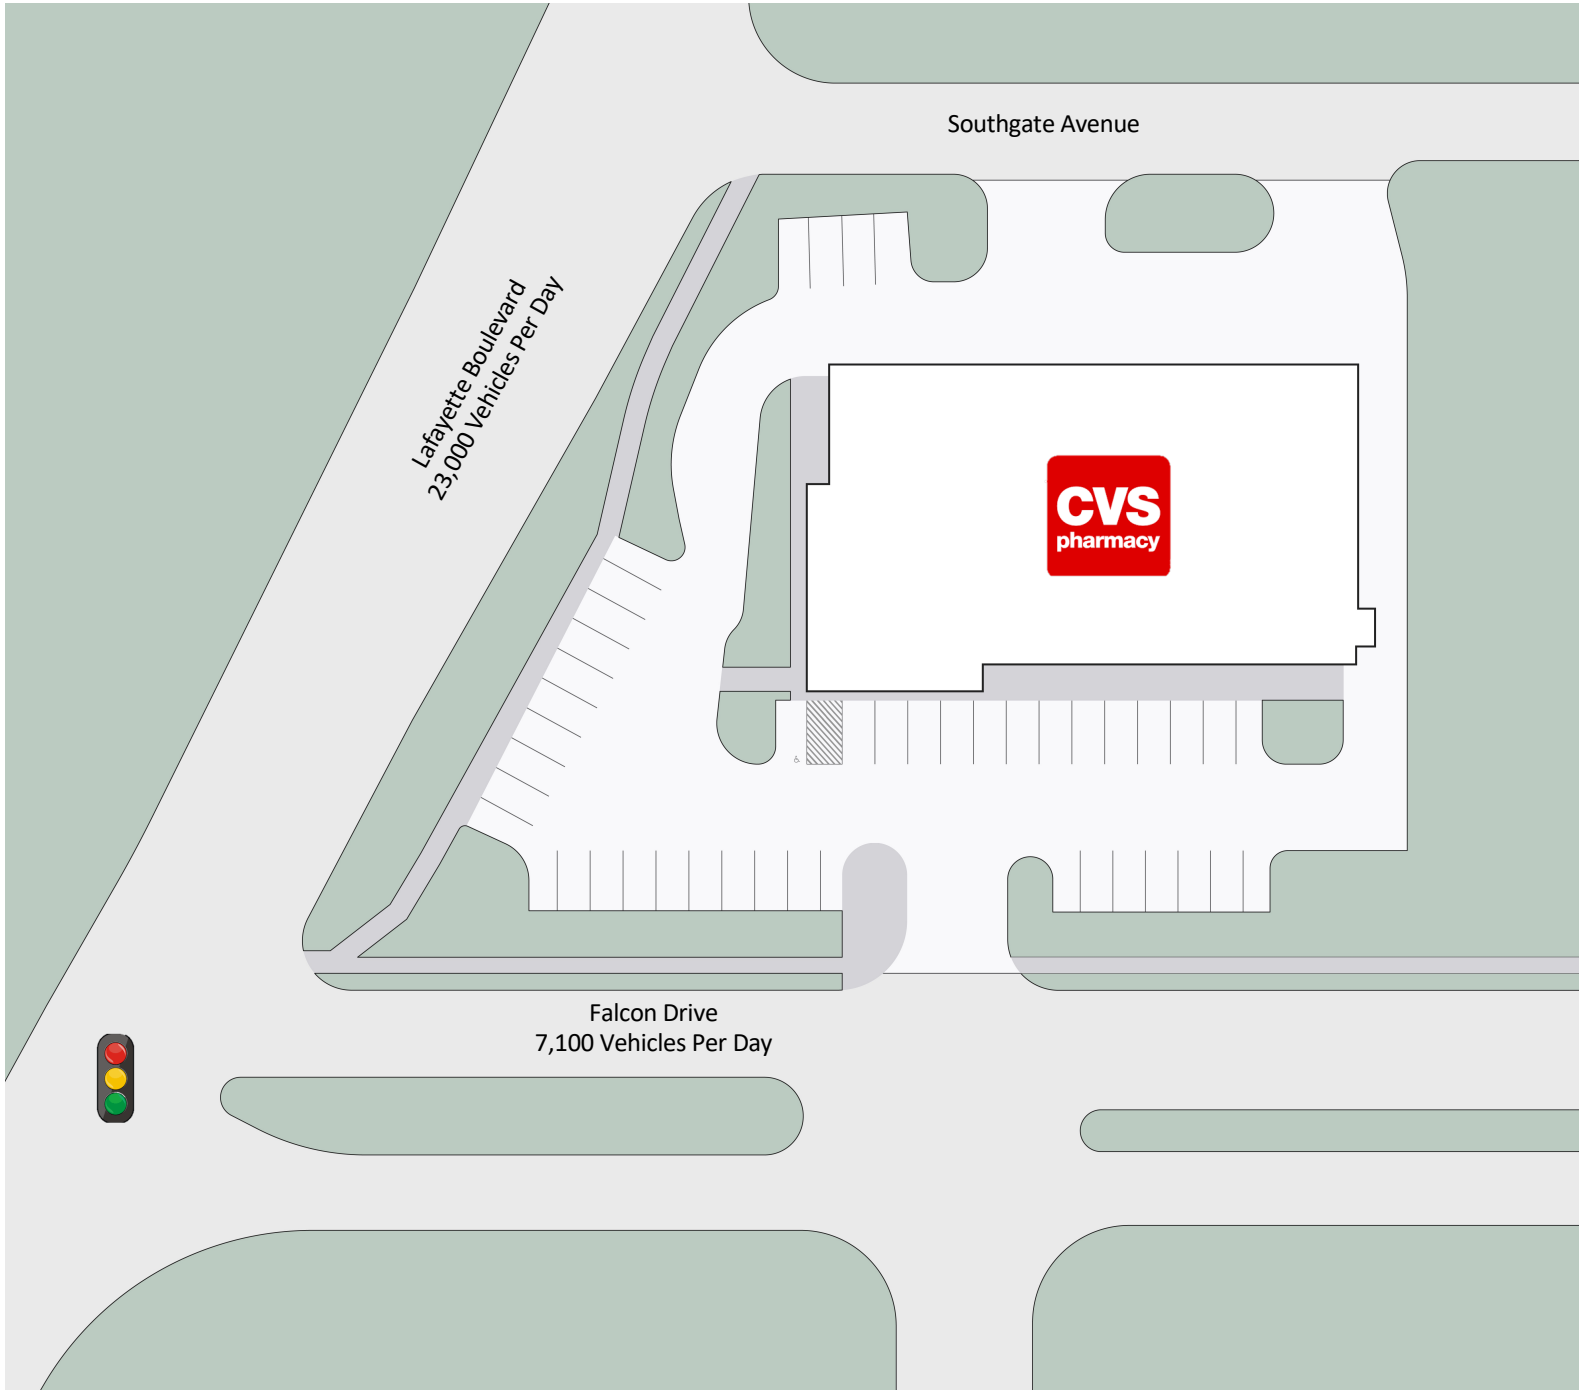 Southgate Avenue
Lafayette Boulevard
23,000 Vehicles Per Day
CVS
pharmacy
Falcon Drive
7,100 Vehicles Per Day